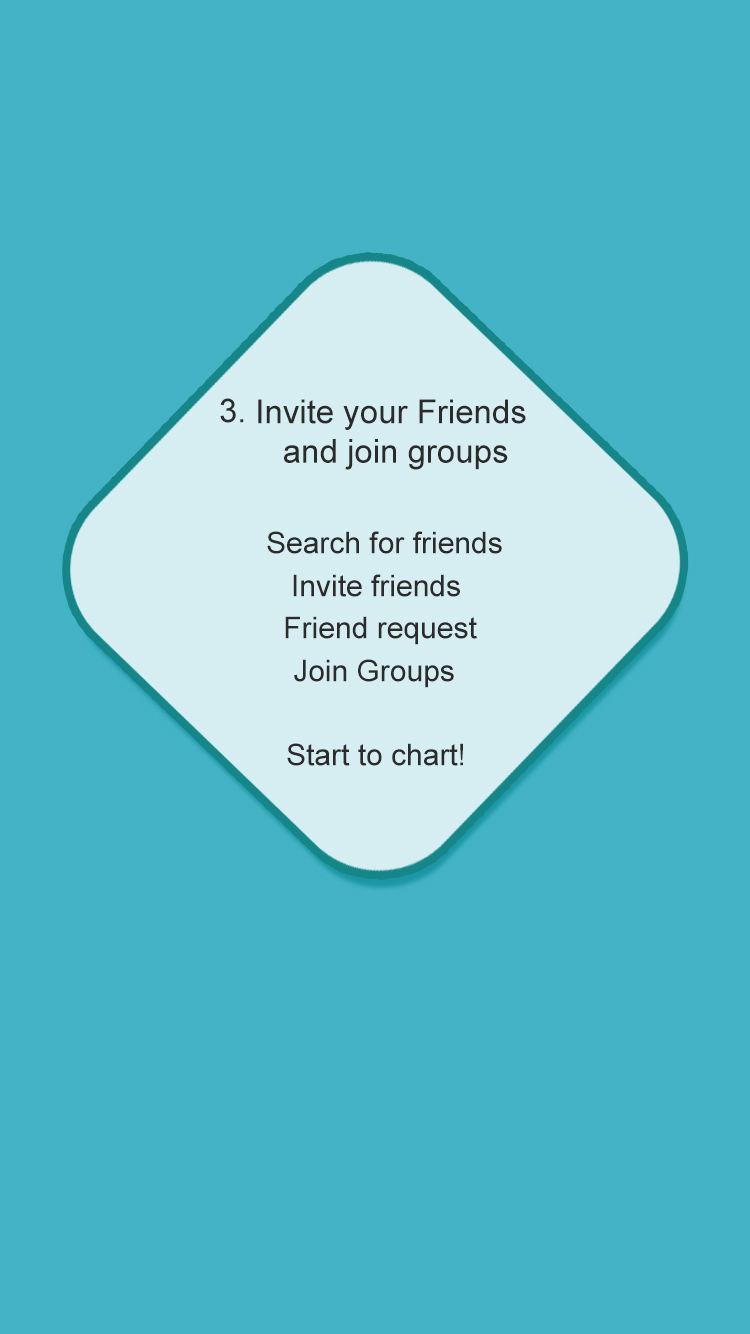 3. Invite your Friends
and join groups
Search for friends
Invite friends
Friend request
Join Groups
Start to chart!